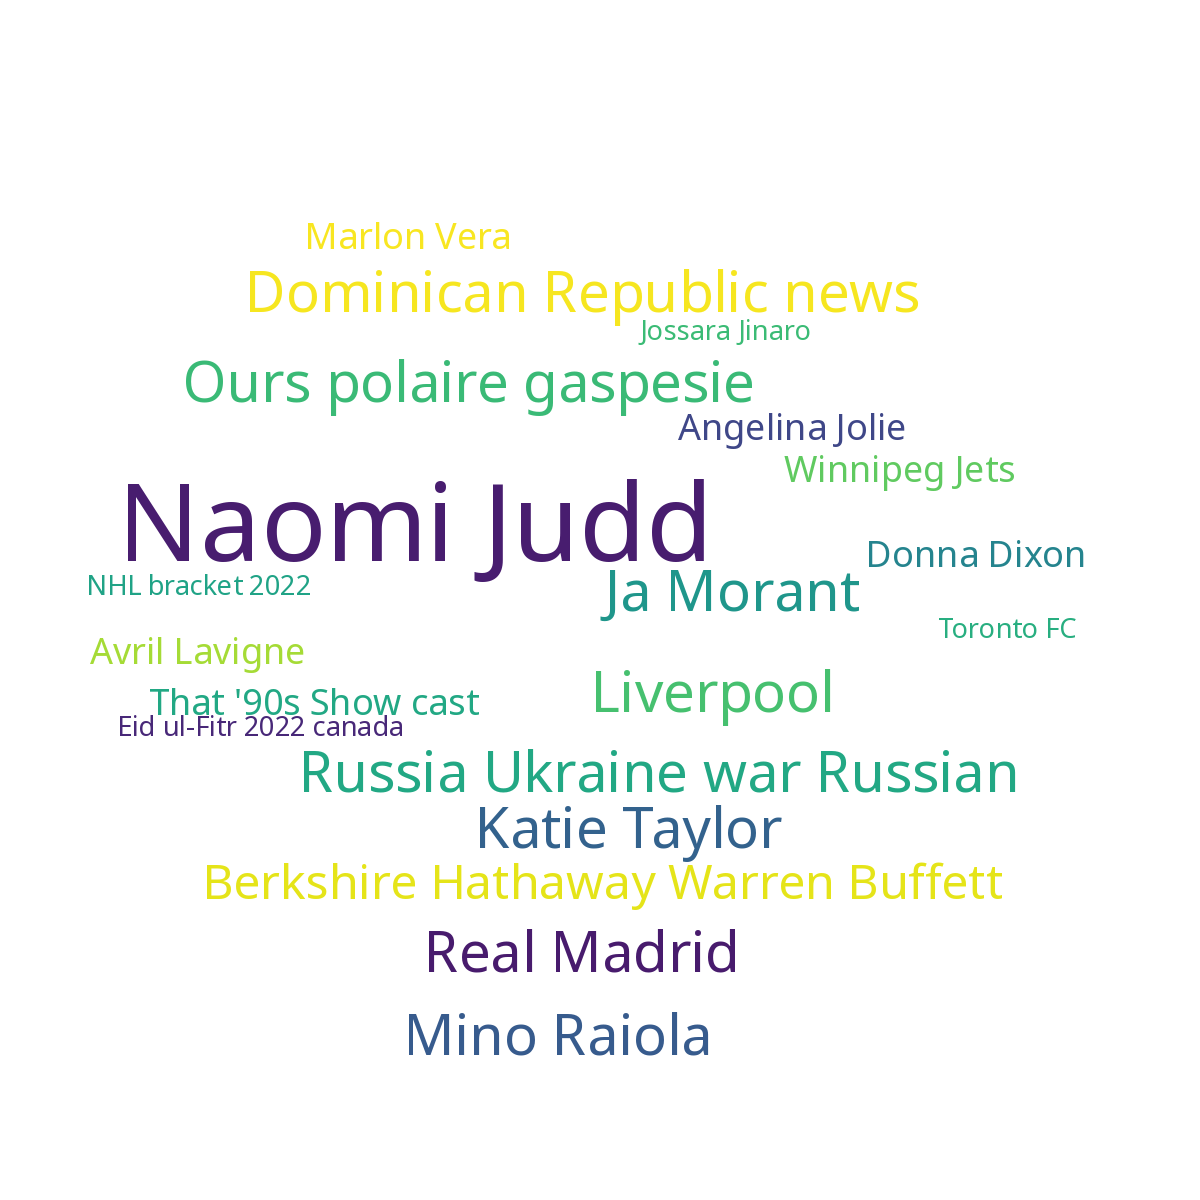 Marlon Vera
Dominican Republic news
Jossara Jinaro
Ours polaire gaspesie
Angelina Jolie
Winnipeg Jets
Naomi Judd
Donna Dixon
NHL bracket 2022
Ja Morant
Toronto FC
Avril Lavigne
Liverpool
That '90s Show cast
Eid ul-Fitr 2022 canada
Russia Ukraine war Russian
Katie Taylor
Berkshire Hathaway Warren Buffett
Real Madrid
Mino Raiola